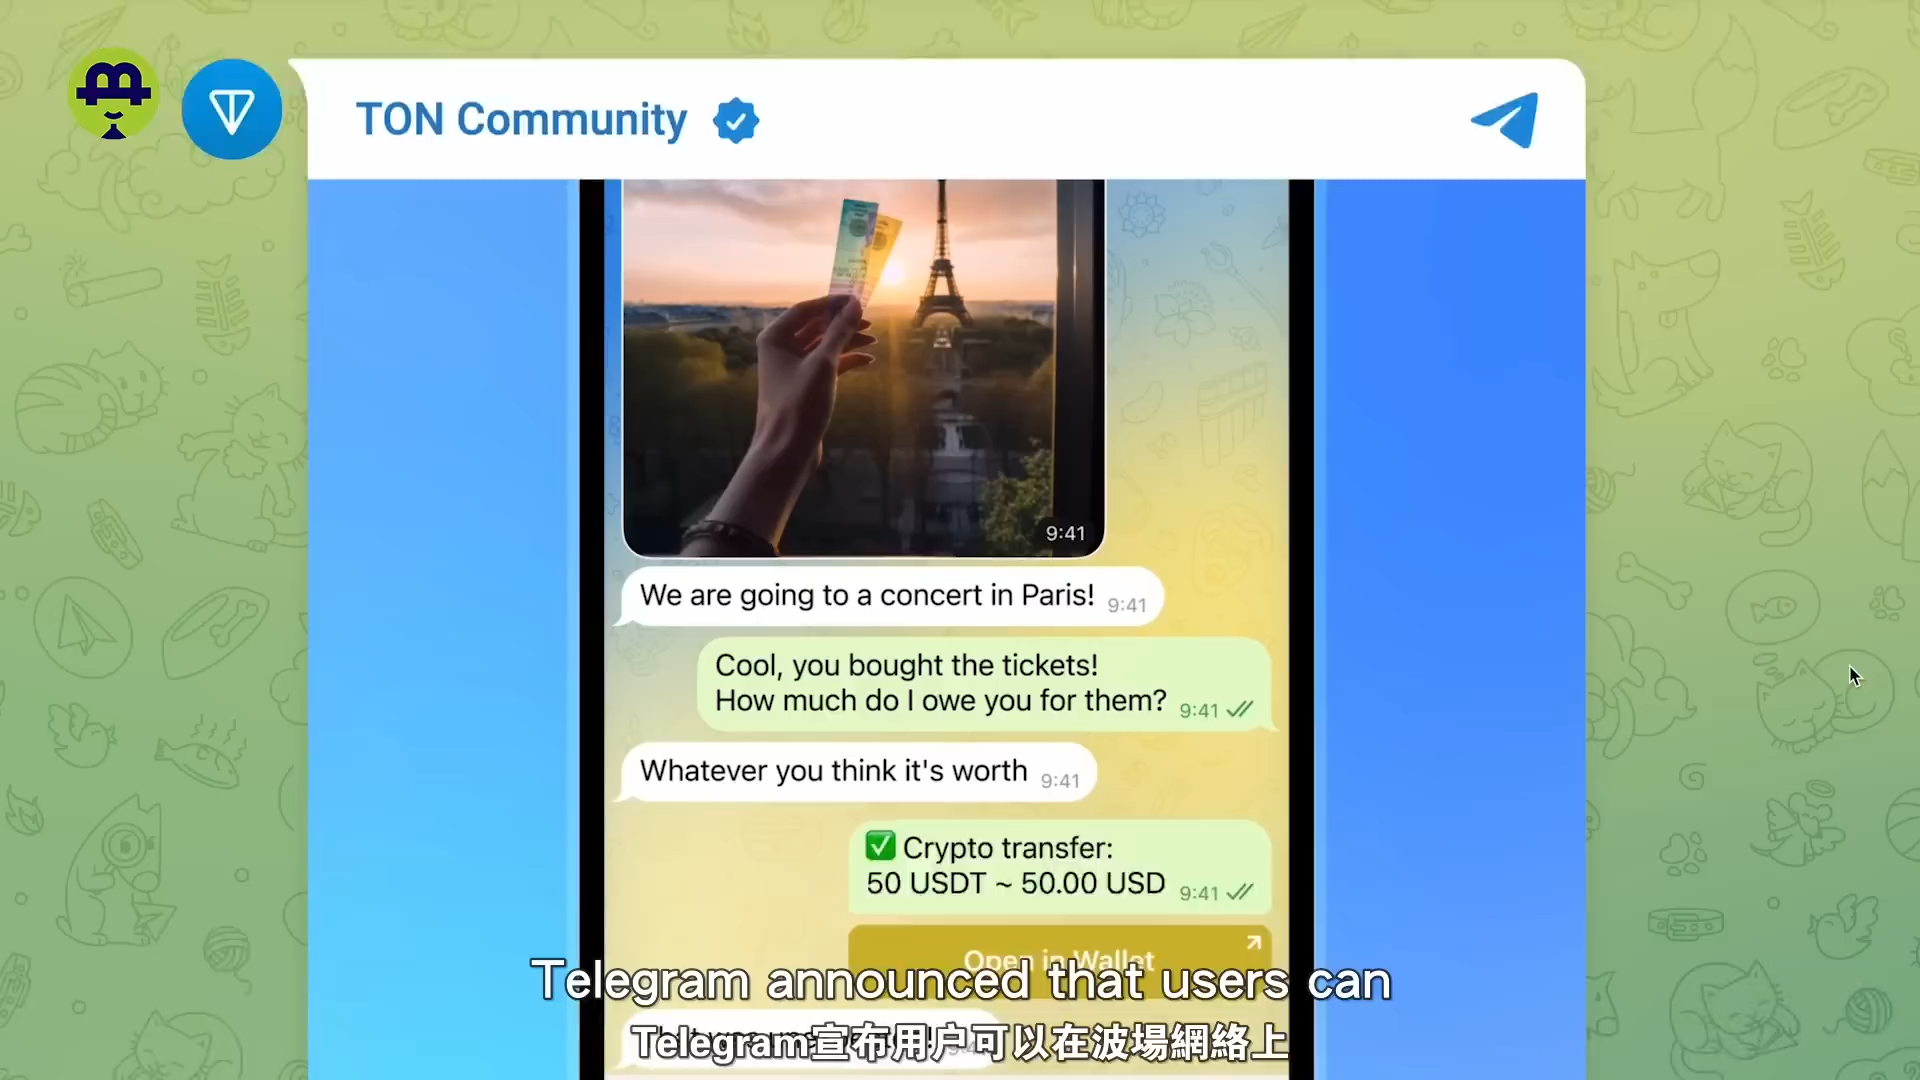 TON Community
9:41
We are going to a concert in Paris! 9:41
Cool, you bought the tickets!
How much do I owe you for them? 9:41
Whatever you think it's worth 9:41
✅ Crypto transfer:
50 USDT ~ 50.00 USD 9:41
Open in Wallet
Telegram announced that users can
Telegram宣布用户可以在波場網絡上